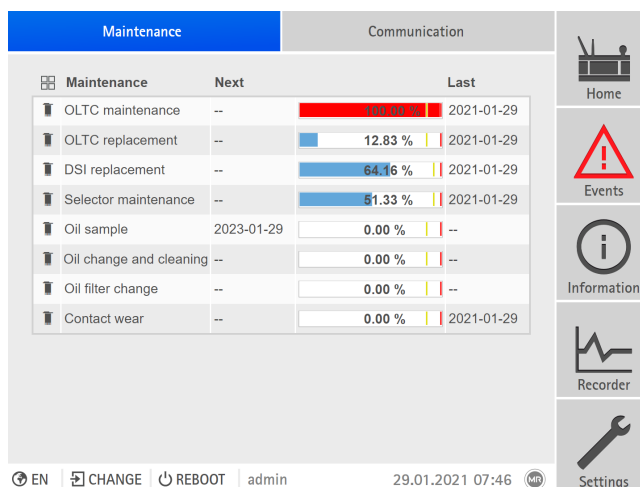 Maintenance Communication
Maintenance Next Last
OLTC maintenance -- 100.00 % 2021-01-29
OLTC replacement -- 12.83 % 2021-01-29
DSI replacement -- 64.16 % 2021-01-29
Selector maintenance -- 51.33 % 2021-01-29
Oil sample 2023-01-29 0.00 % --
Oil change and cleaning -- 0.00 % --
Oil filter change -- 0.00 % --
Contact wear -- 0.00 % 2021-01-29
Home
Events
Information
Recorder
Settings
EN CHANGE REBOOT admin 29.01.2021 07:46 MR